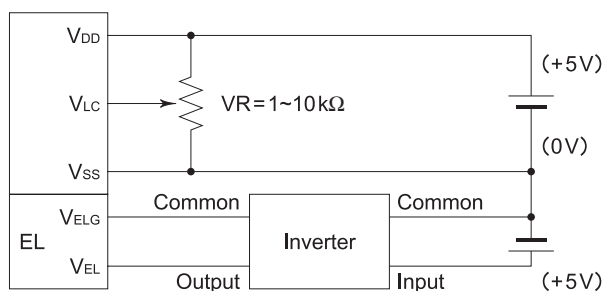 VDD
(+5V)
VLC
VR=1~10kΩ
VSS
(0V)
VELG
Common
Common
EL
Inverter
VEL
Output
Input
(+5V)